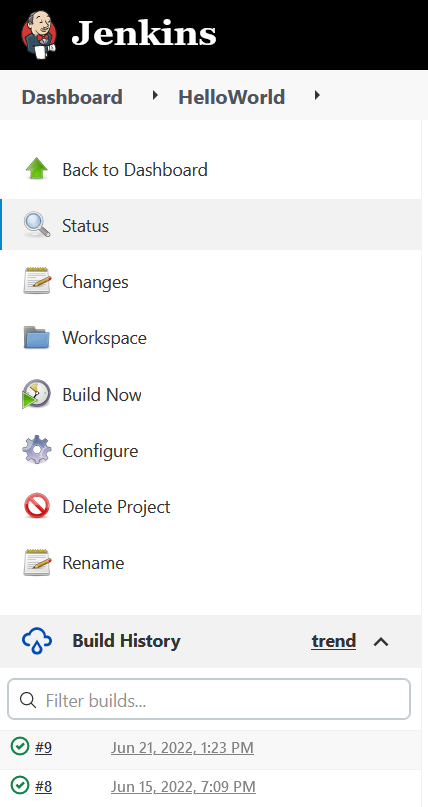 Jenkins
Dashboard HelloWorld
Back to Dashboard
Status
Changes
Workspace
Build Now
Configure
Delete Project
Rename
Build History trend
Filter builds...
#9 Jun 21, 2022, 1:23 PM
#8 Jun 15, 2022, 7:09 PM